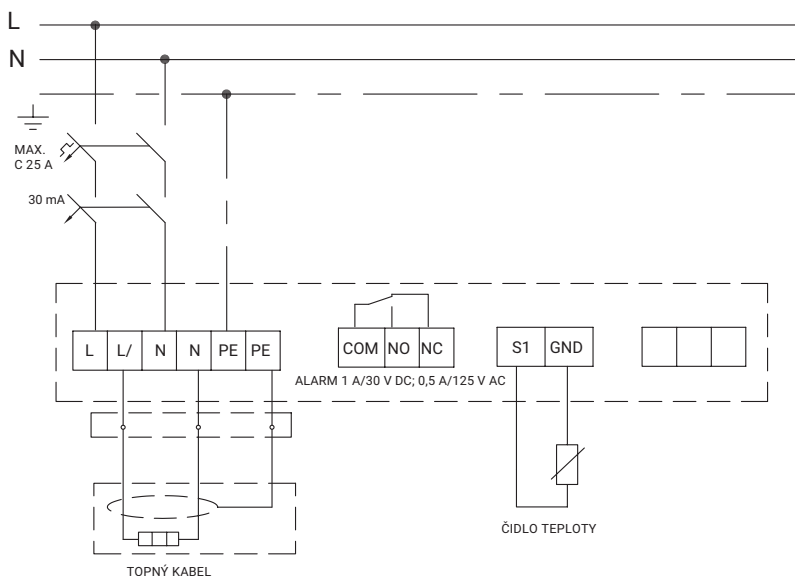 L
N
MAX.
C 25 A
30 mA
L L/ N N PE PE
COM NO NC
S1 GND
ALARM 1 A/30 V DC; 0,5 A/125 V AC
ČIDLO TEPLOTY
TOPNÝ KABEL